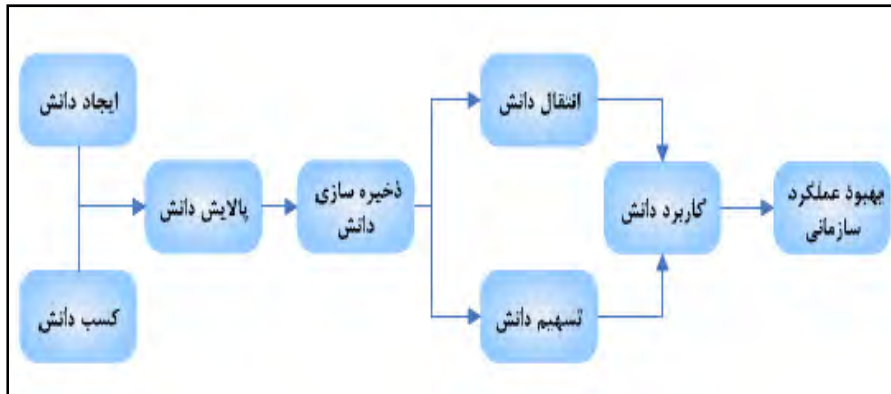 ایجاد دانش
کسب دانش
پالایش دانش
ذخیره سازی
دانش
انتقال دانش
تسهیم دانش
کاربرد دانش
بهبود عملکرد
سازمانی